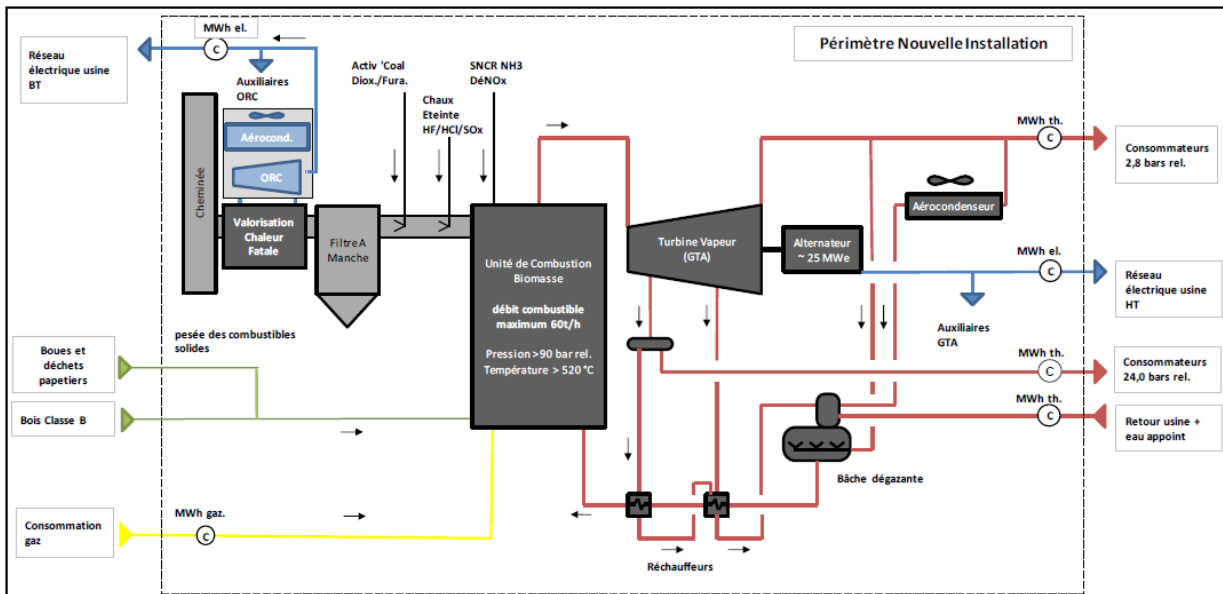 MWh el.
C
Réseau
électrique usine
BT
Auxiliaires
ORC
Aérocond.
ORC
Cheminée
Valorisation
Chaleur
Fatale
Filtre A
Manche
Activ 'Coal
Diox./Fura.
Chaux
Eteinte
HF/HCl/SOx
SNCR NH3
DéNOx
Périmètre Nouvelle Installation
Unité de Combustion
Biomasse
débit combustible
maximum 60t/h
Pression >90 bar rel.
Température > 520 °C
Turbine Vapeur
(GTA)
Alternateur
~ 25 MWe
Aérocondenseur
MWh th.
C
Consommateurs
2,8 bars rel.
MWh el.
C
Réseau
électrique usine
HT
Auxiliaires
GTA
MWh th.
C
Consommateurs
24,0 bars rel.
MWh th.
C
Retour usine +
eau appoint
Bâche dégazante
Réchauffeurs
pesée des combustibles
solides
Boues et
déchets
papetiers
Bois Classe B
Consommation
gaz
MWh gaz.
C